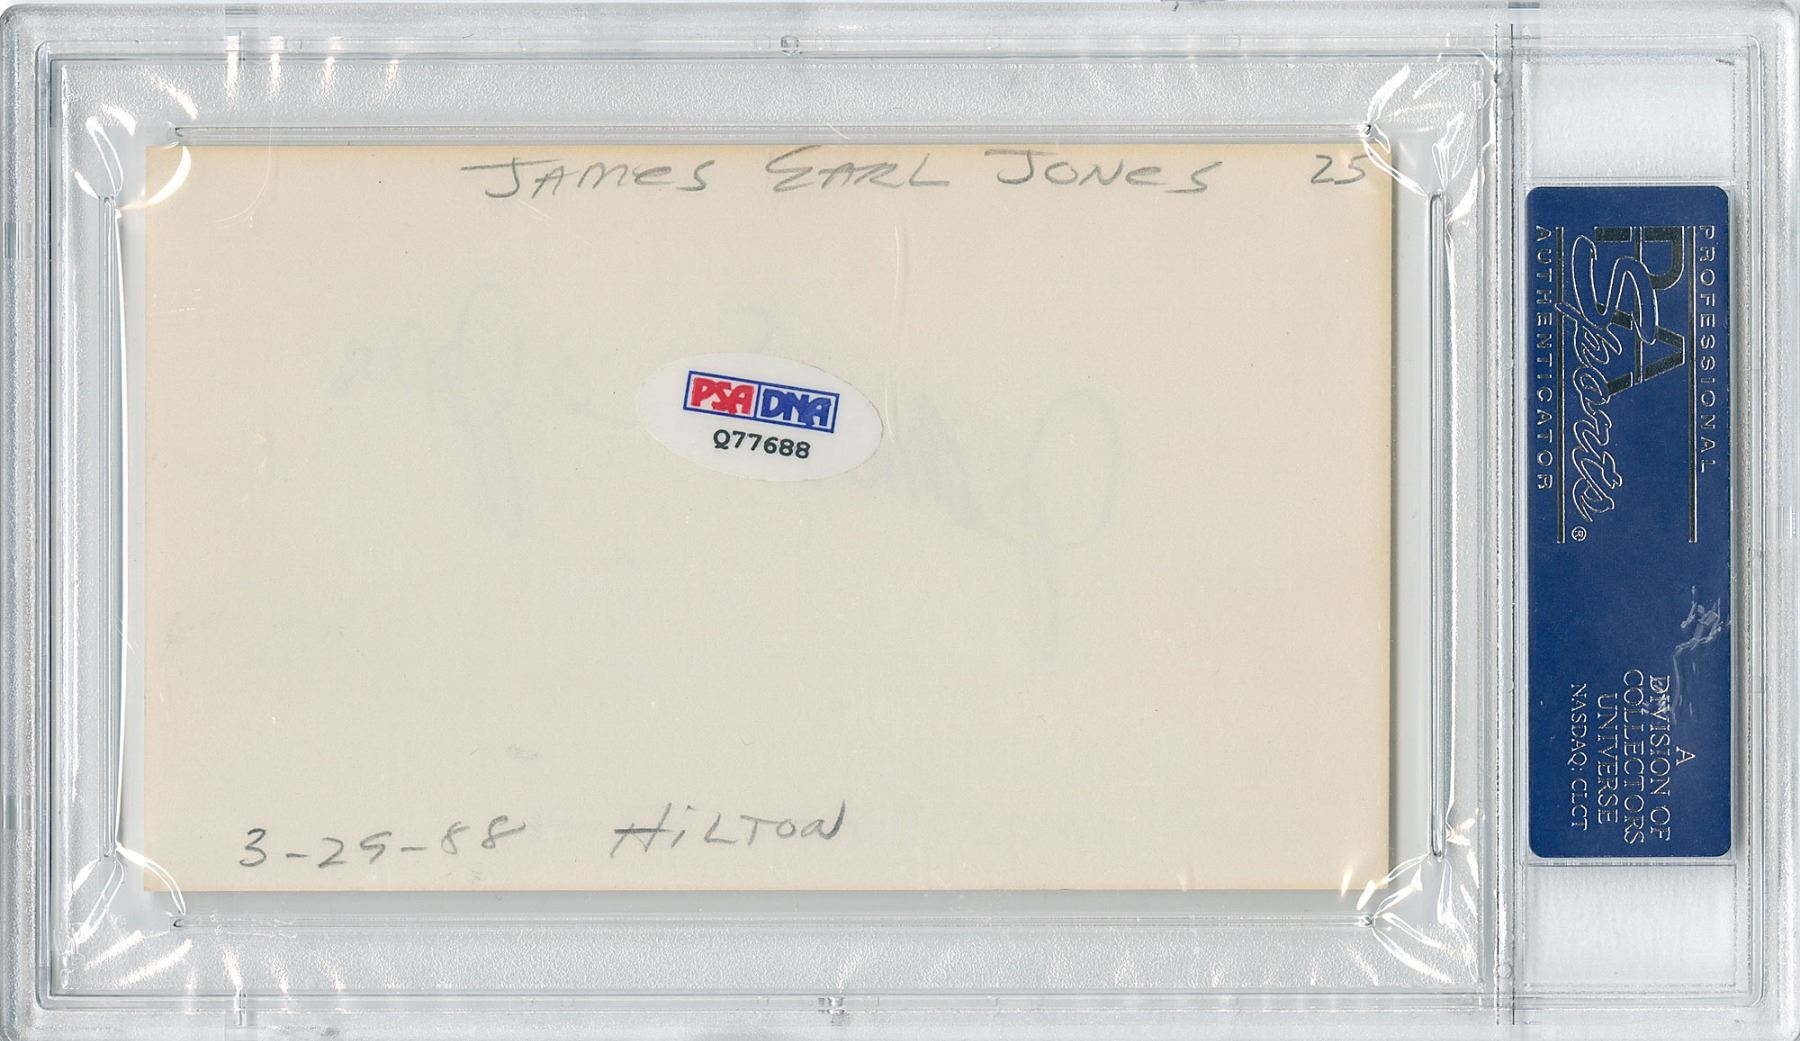 JAMES EARL JONES 25
PSA DNA
Q77688
3-29-88 HILTON
PROFESSIONAL
PSA
Sports®
AUTHENTICATOR
A
DIVISION OF
COLLECTORS
UNIVERSE
NASDAQ: CLCT